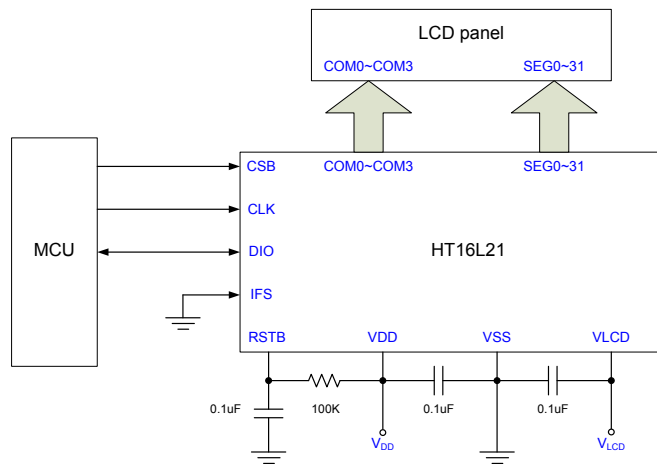 LCD panel
COM0~COM3 SEG0~31
COM0~COM3 SEG0~31
CSB
CLK
MCU DIO HT16L21
IFS
RSTB VDD VSS VLCD
0.1uF 100K 0.1uF 0.1uF
VDD VLCD